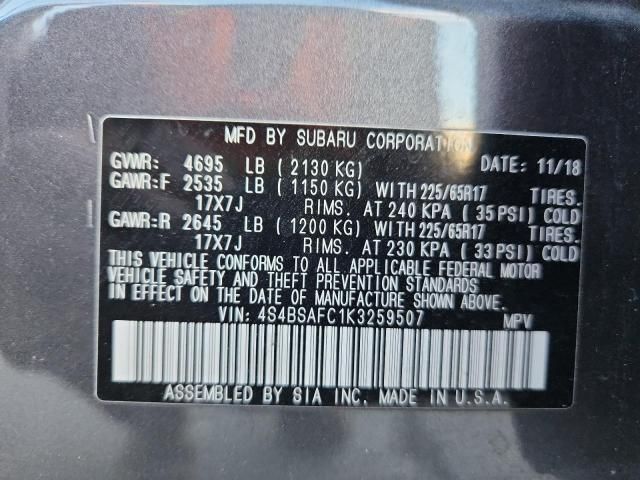 MFD BY SUBARU CORPORATION
GVWR: 4695 LB ( 2130 KG) DATE: 11/18
GAWR:F 2535 LB ( 1150 KG) WITH 225/65R17 TIRES.
17X7J RIMS. AT 240 KPA ( 35 PSI) COLD
GAWR:R 2645 LB ( 1200 KG) WITH 225/65R17 TIRES.
17X7J RIMS. AT 230 KPA ( 33 PSI) COLD
THIS VEHICLE CONFORMS TO ALL APPLICABLE FEDERAL MOTOR
VEHICLE SAFETY AND THEFT PREVENTION STANDARDS
IN EFFECT ON THE DATE OF MANUFACTURE SHOWN ABOVE.
VIN: 4S4BSAFC1K3259507 MPV
ASSEMBLED BY SIA INC. MADE IN U.S.A.